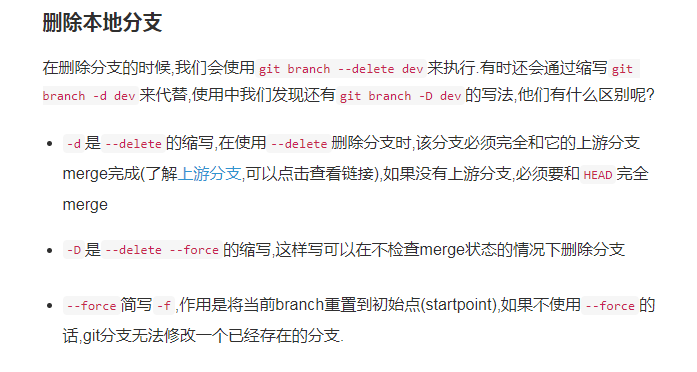 删除本地分支
在删除分支的时候,我们会使用 git branch --delete dev 来执行.有时还会通过缩写 git
branch -d dev 来代替,使用中我们发现还有 git branch -D dev 的写法,他们有什么区别呢?
-d 是 --delete 的缩写,在使用 --delete 删除分支时,该分支必须完全和它的上游分支
merge完成(了解上游分支,可以点击查看链接),如果没有上游分支,必须要和 HEAD 完全
merge
-D 是 --delete --force 的缩写,这样写可以在不检查merge状态的情况下删除分支
--force 简写 -f ,作用是将当前branch重置到初始点(startpoint),如果不使用 --force 的
话,git分支无法修改一个已经存在的分支.